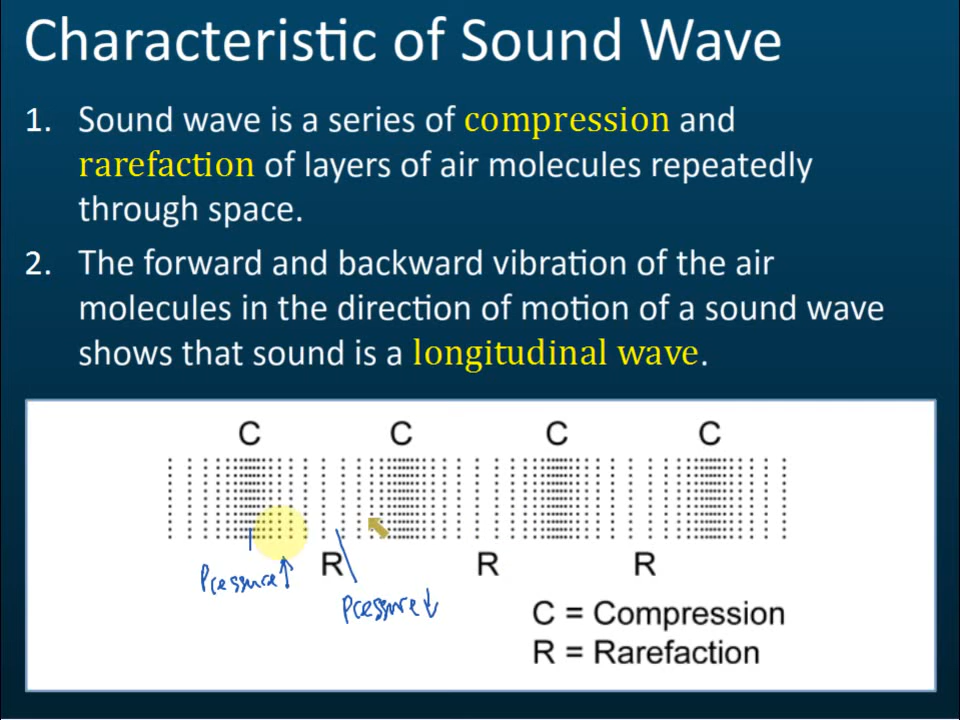 Characteristic of Sound Wave
1. Sound wave is a series of compression and
rarefaction of layers of air molecules repeatedly
through space.
2. The forward and backward vibration of the air
molecules in the direction of motion of a sound wave
shows that sound is a longitudinal wave.
C C C C
R R R
Pressure↑
Pressure↓
C = Compression
R = Rarefaction